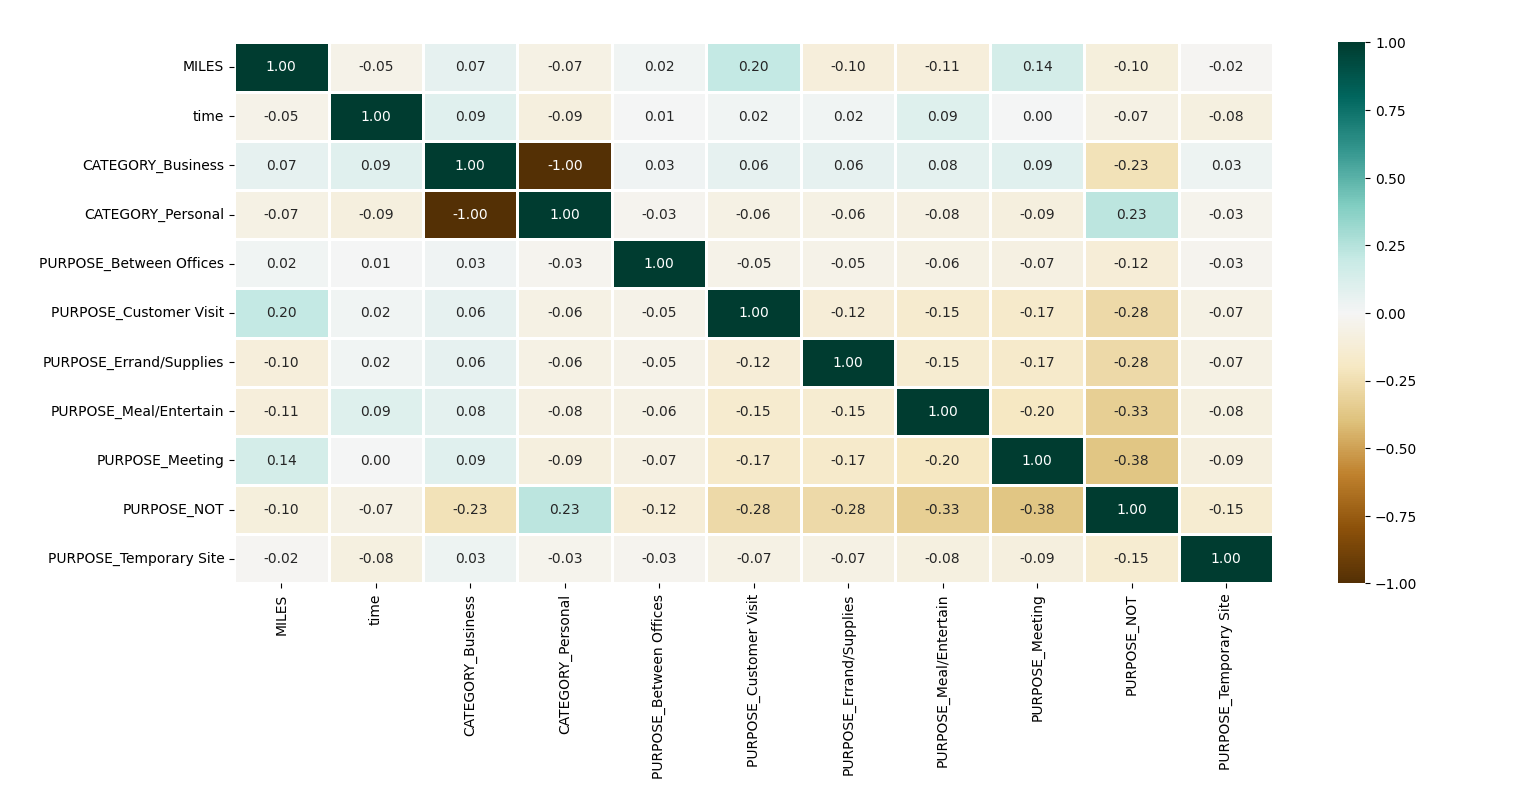 MILES 1.00 -0.05 0.07 -0.07 0.02 0.20 -0.10 -0.11 0.14 -0.10 -0.02
time -0.05 1.00 0.09 -0.09 0.01 0.02 0.02 0.09 0.00 -0.07 -0.08
CATEGORY_Business 0.07 0.09 1.00 -1.00 0.03 0.06 0.06 0.08 0.09 -0.23 0.03
CATEGORY_Personal -0.07 -0.09 -1.00 1.00 -0.03 -0.06 -0.06 -0.08 -0.09 0.23 -0.03
PURPOSE_Between Offices 0.02 0.01 0.03 -0.03 1.00 -0.05 -0.05 -0.06 -0.07 -0.12 -0.03
PURPOSE_Customer Visit 0.20 0.02 0.06 -0.06 -0.05 1.00 -0.12 -0.15 -0.17 -0.28 -0.07
PURPOSE_Errand/Supplies -0.10 0.02 0.06 -0.06 -0.05 -0.12 1.00 -0.15 -0.17 -0.28 -0.07
PURPOSE_Meal/Entertain -0.11 0.09 0.08 -0.08 -0.06 -0.15 -0.15 1.00 -0.20 -0.33 -0.08
PURPOSE_Meeting 0.14 0.00 0.09 -0.09 -0.07 -0.17 -0.17 -0.20 1.00 -0.38 -0.09
PURPOSE_NOT -0.10 -0.07 -0.23 0.23 -0.12 -0.28 -0.28 -0.33 -0.38 1.00 -0.15
PURPOSE_Temporary Site -0.02 -0.08 0.03 -0.03 -0.03 -0.07 -0.07 -0.08 -0.09 -0.15 1.00
MILES
time
CATEGORY_Business
CATEGORY_Personal
PURPOSE_Between Offices
PURPOSE_Customer Visit
PURPOSE_Errand/Supplies
PURPOSE_Meal/Entertain
PURPOSE_Meeting
PURPOSE_NOT
PURPOSE_Temporary Site
1.00
0.75
0.50
0.25
0.00
−0.25
−0.50
−0.75
−1.00